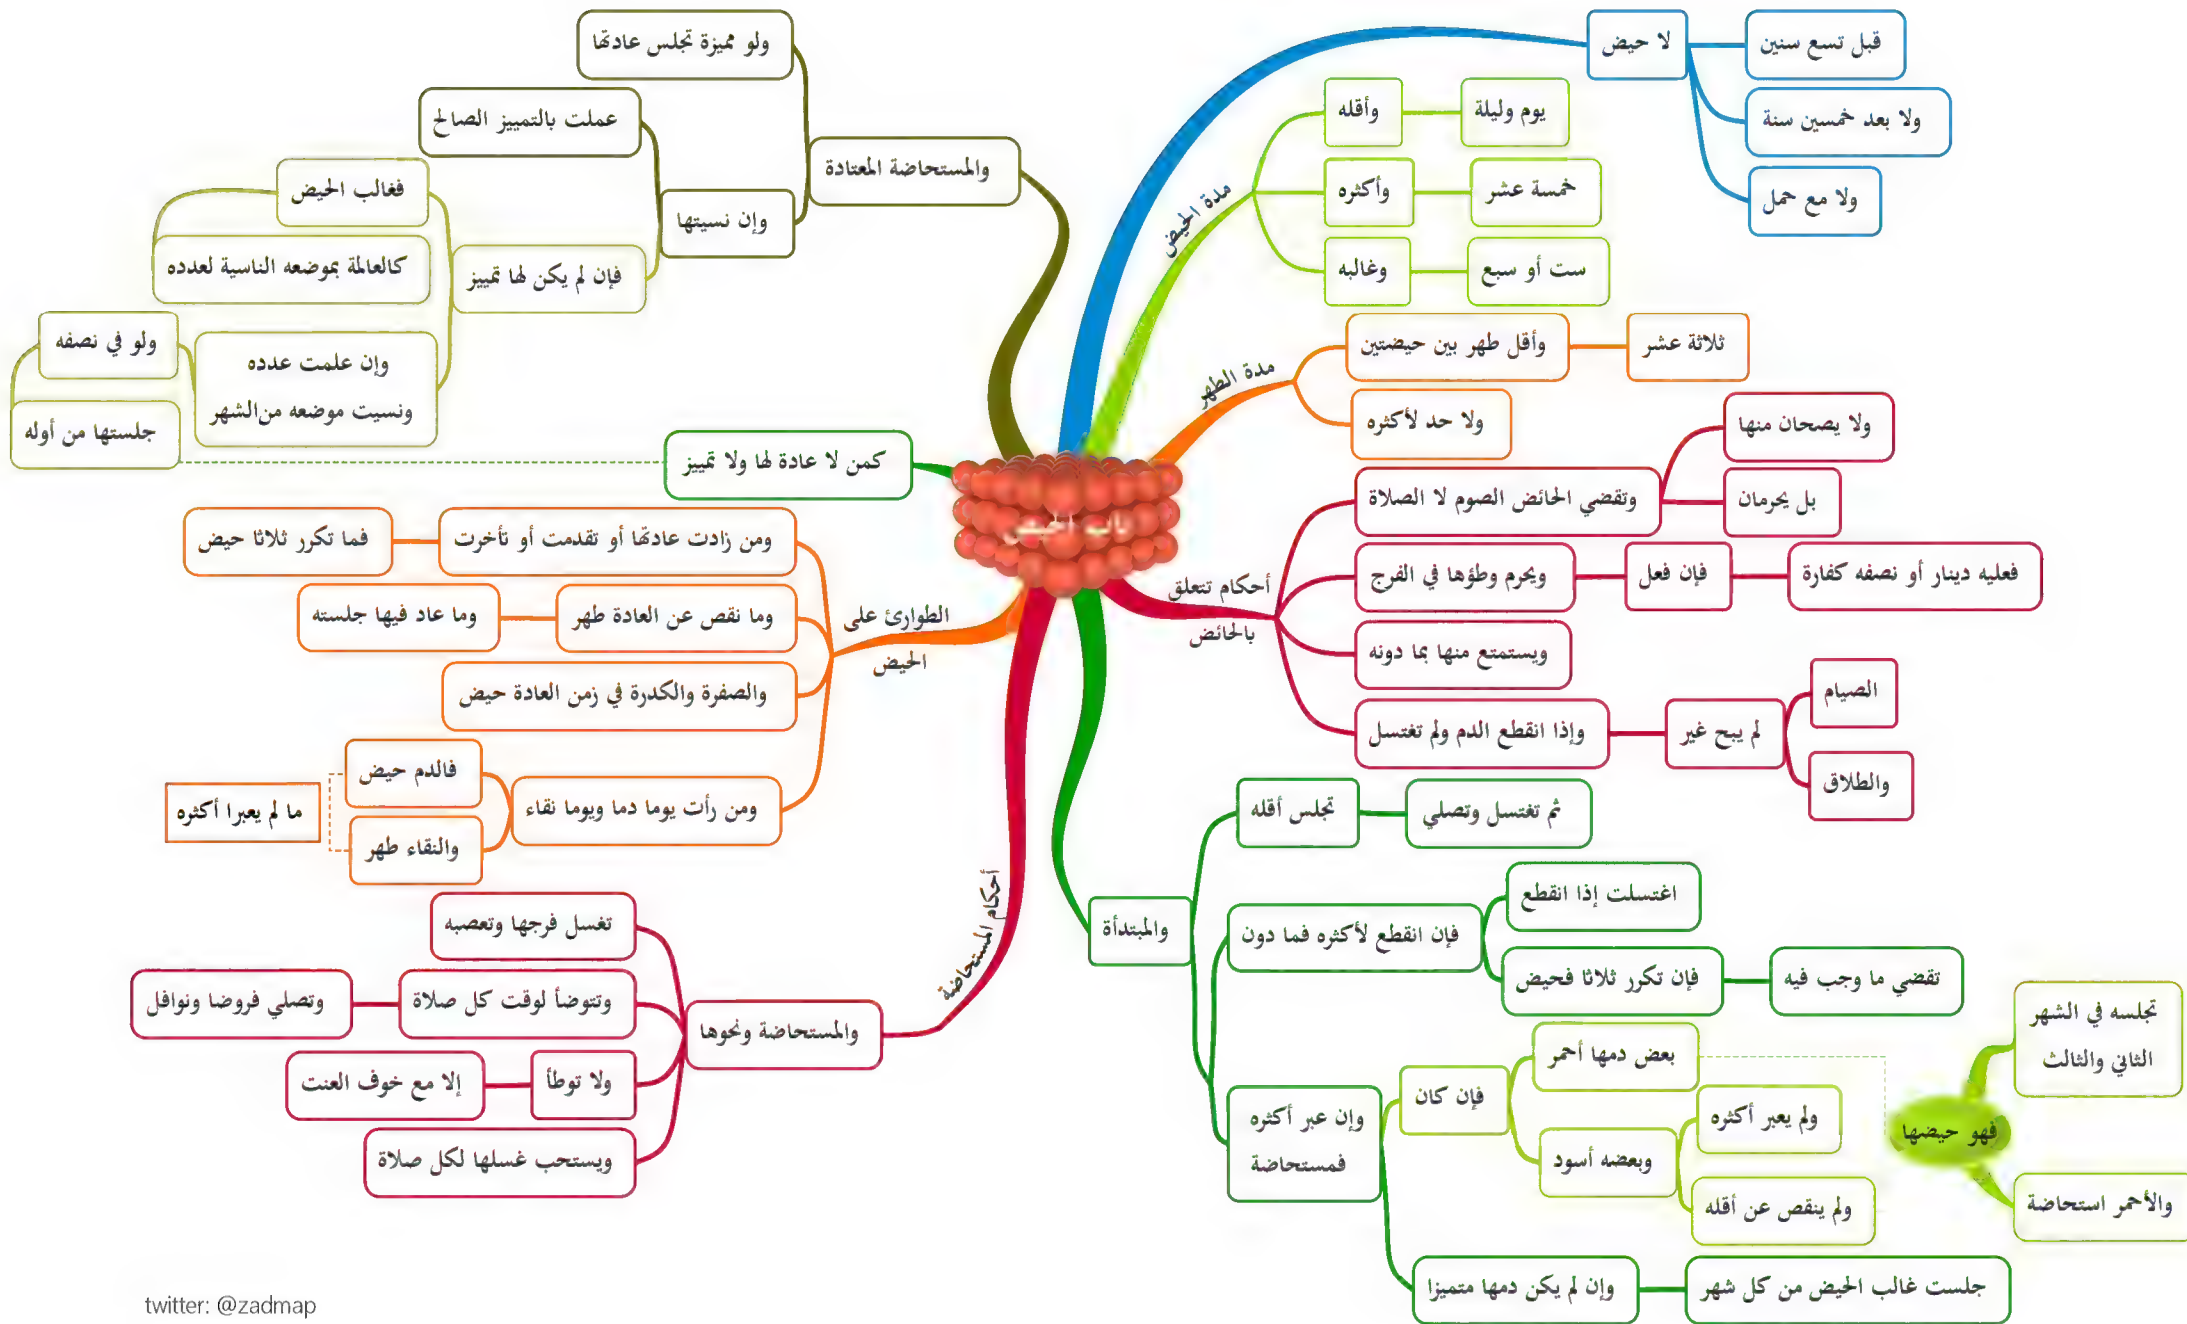 باب الحيض
لا حيض
قبل تسع سنين
ولا بعد خمسين سنة
ولا مع حمل
مدة الحيض
وأقله
يوم وليلة
وأكثره
خمسة عشر
وغالبه
ست أو سبع
مدة الطهر
وأقل طهر بين حيضتين
ثلاثة عشر
ولا حد لأكثره
أحكام تتعلق
بالحائض
وتقضي الحائض الصوم لا الصلاة
ولا يصحان منها
بل يحرمان
ويحرم وطؤها في الفرج
فإن فعل
فعليه دينار أو نصفه كفارة
ويستمتع منها بما دونه
وإذا انقطع الدم ولم تغتسل
لم يبح غير
الصيام
والطلاق
والمبتدأة
تجلس أقله
ثم تغتسل وتصلي
فإن انقطع لأكثره فما دون
اغتسلت إذا انقطع
فإن تكرر ثلاثا فحيض
تقضي ما وجب فيه
وإن عبر أكثره
فمستحاضة
فإن كان
بعض دمها أحمر
وبعضه أسود
ولم يعبر أكثره
ولم ينقص عن أقله
فهو حيضها
تجلسه في الشهر
الثاني والثالث
والأحمر استحاضة
وإن لم يكن دمها متميزا
جلست غالب الحيض من كل شهر
والمستحاضة المعتادة
ولو مميزة تجلس عادتها
وإن نسيتها
عملت بالتمييز الصالح
فإن لم يكن لها تمييز
فغالب الحيض
كالعالمة بموضعه الناسية لعدده
وإن علمت عدده
ونسيت موضعه من الشهر
ولو في نصفه
جلستها من أوله
كمن لا عادة لها ولا تمييز
الطوارئ على
الحيض
ومن زادت عادتها أو تقدمت أو تأخرت
فما تكرر ثلاثا حيض
وما نقص عن العادة طهر
وما عاد فيها جلسته
والصفرة والكدرة في زمن العادة حيض
ومن رأت يوما دما ويوما نقاء
فالدم حيض
والنقاء طهر
ما لم يعبرا أكثره
أحكام المستحاضة
والمستحاضة ونحوها
تغسل فرجها وتعصبه
وتتوضأ لوقت كل صلاة
وتصلي فروضا ونوافل
ولا توطأ
إلا مع خوف العنت
ويستحب غسلها لكل صلاة
twitter: @zadmap